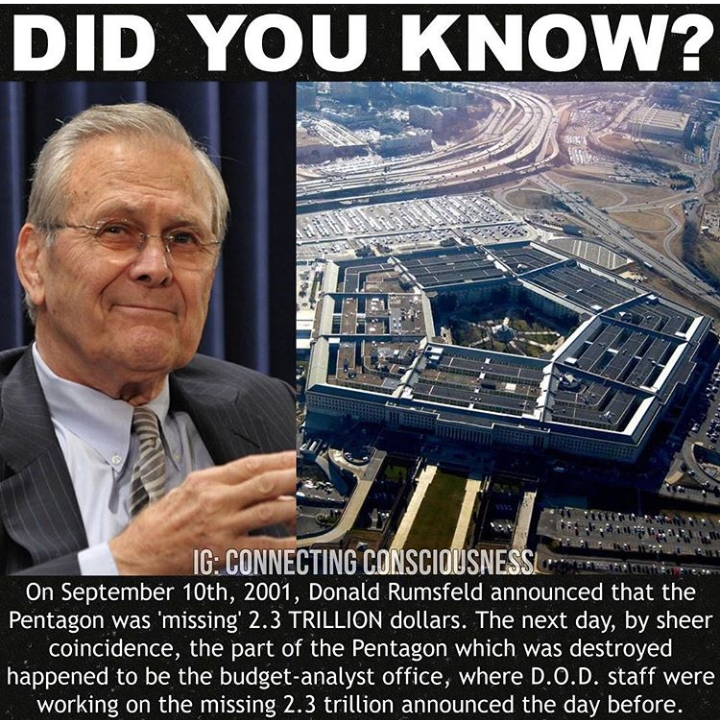 DID YOU KNOW?
IG: CONNECTING CONSCIOUSNESS
On September 10th, 2001, Donald Rumsfeld announced that the
Pentagon was 'missing' 2.3 TRILLION dollars. The next day, by sheer
coincidence, the part of the Pentagon which was destroyed
happened to be the budget-analyst office, where D.O.D. staff were
working on the missing 2.3 trillion announced the day before.